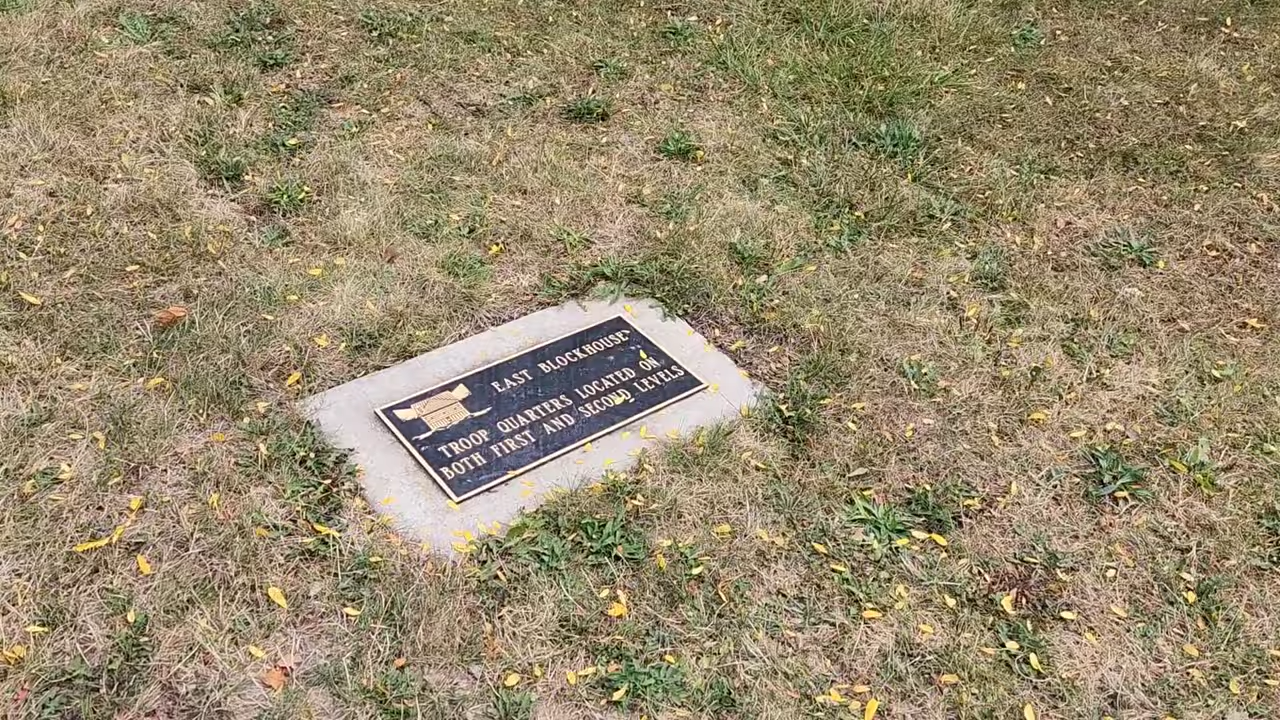 EAST BLOCKHOUSE
TROOP QUARTERS LOCATED ON
BOTH FIRST AND SECOND LEVELS